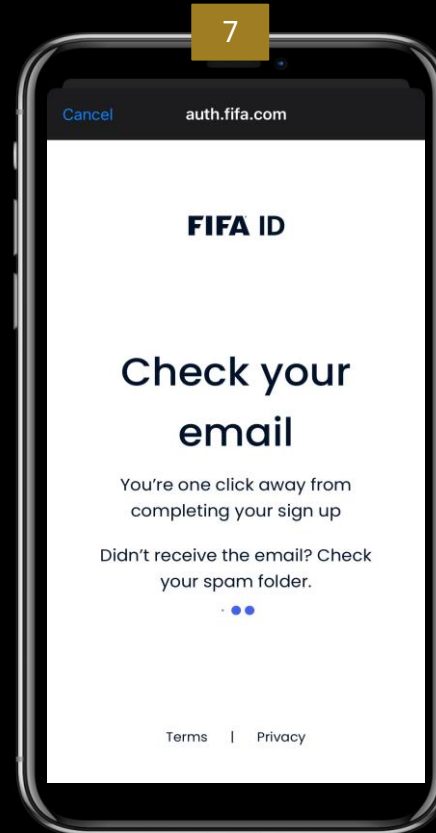 7
Cancel auth.fifa.com
FIFA ID
Check your
email
You're one click away from
completing your sign up
Didn't receive the email? Check
your spam folder.
Terms | Privacy